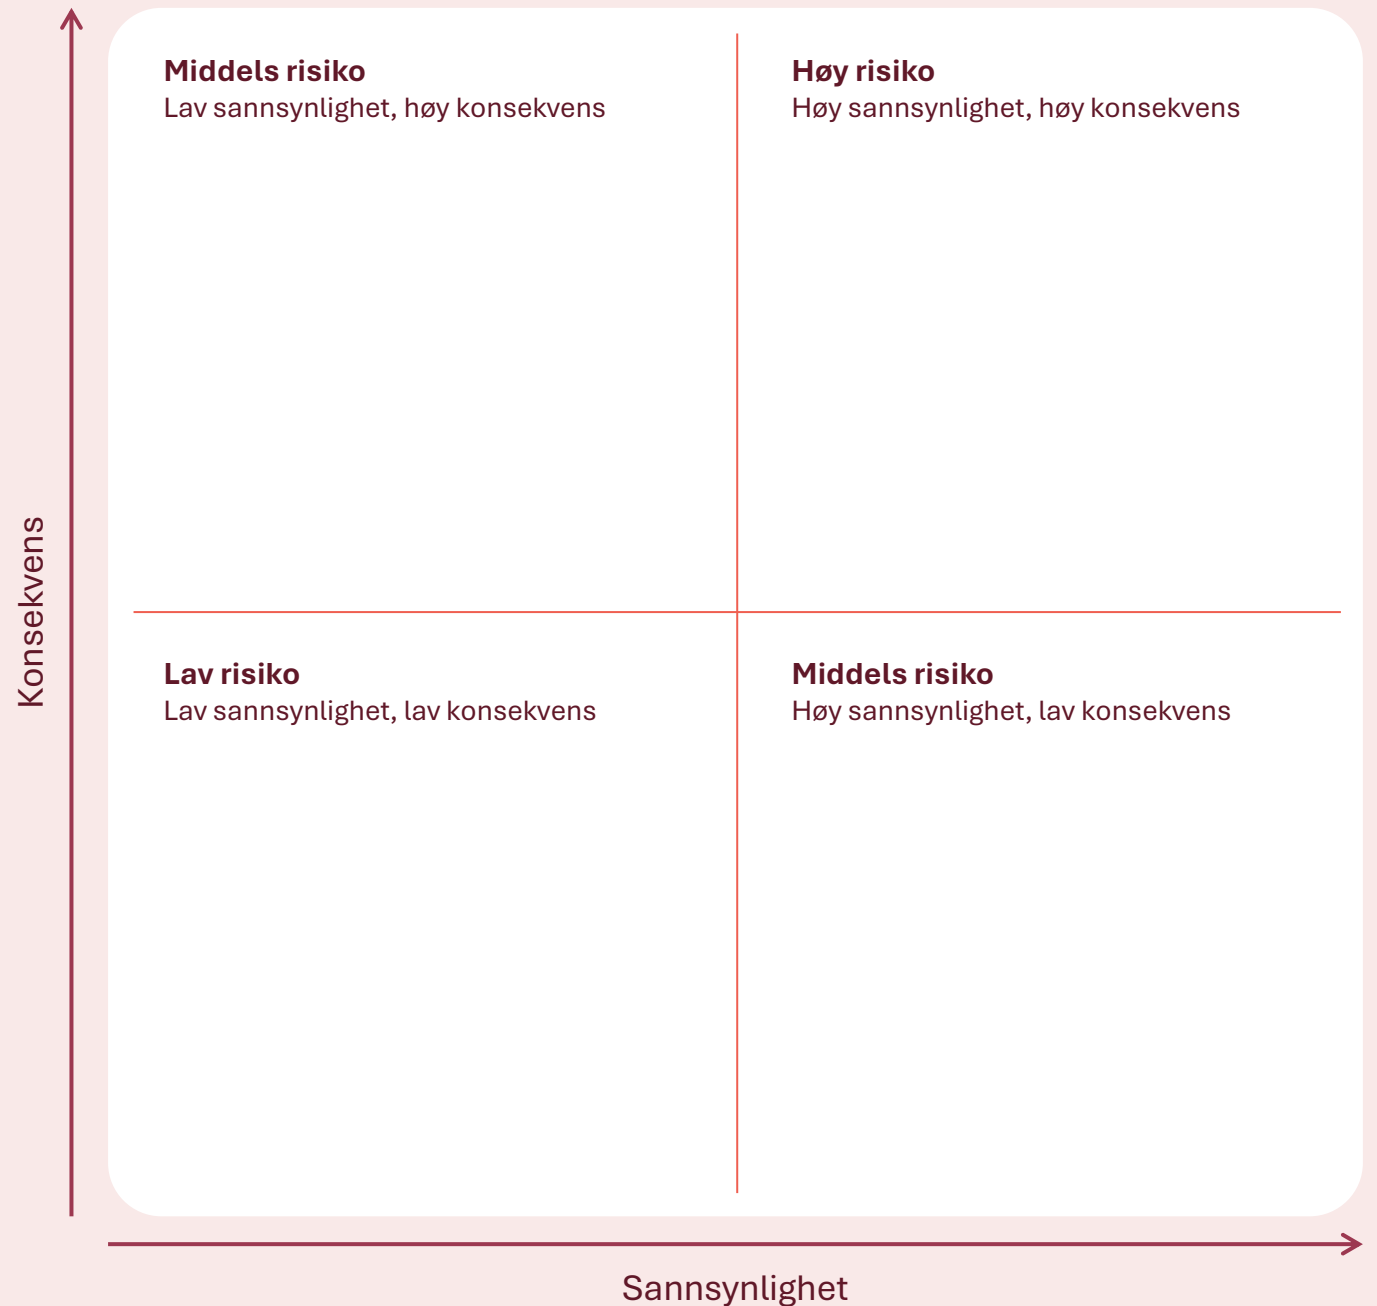 Middels risiko
Lav sannsynlighet, høy konsekvens
Høy risiko
Høy sannsynlighet, høy konsekvens
Konsekvens
Lav risiko
Lav sannsynlighet, lav konsekvens
Middels risiko
Høy sannsynlighet, lav konsekvens
Sannsynlighet